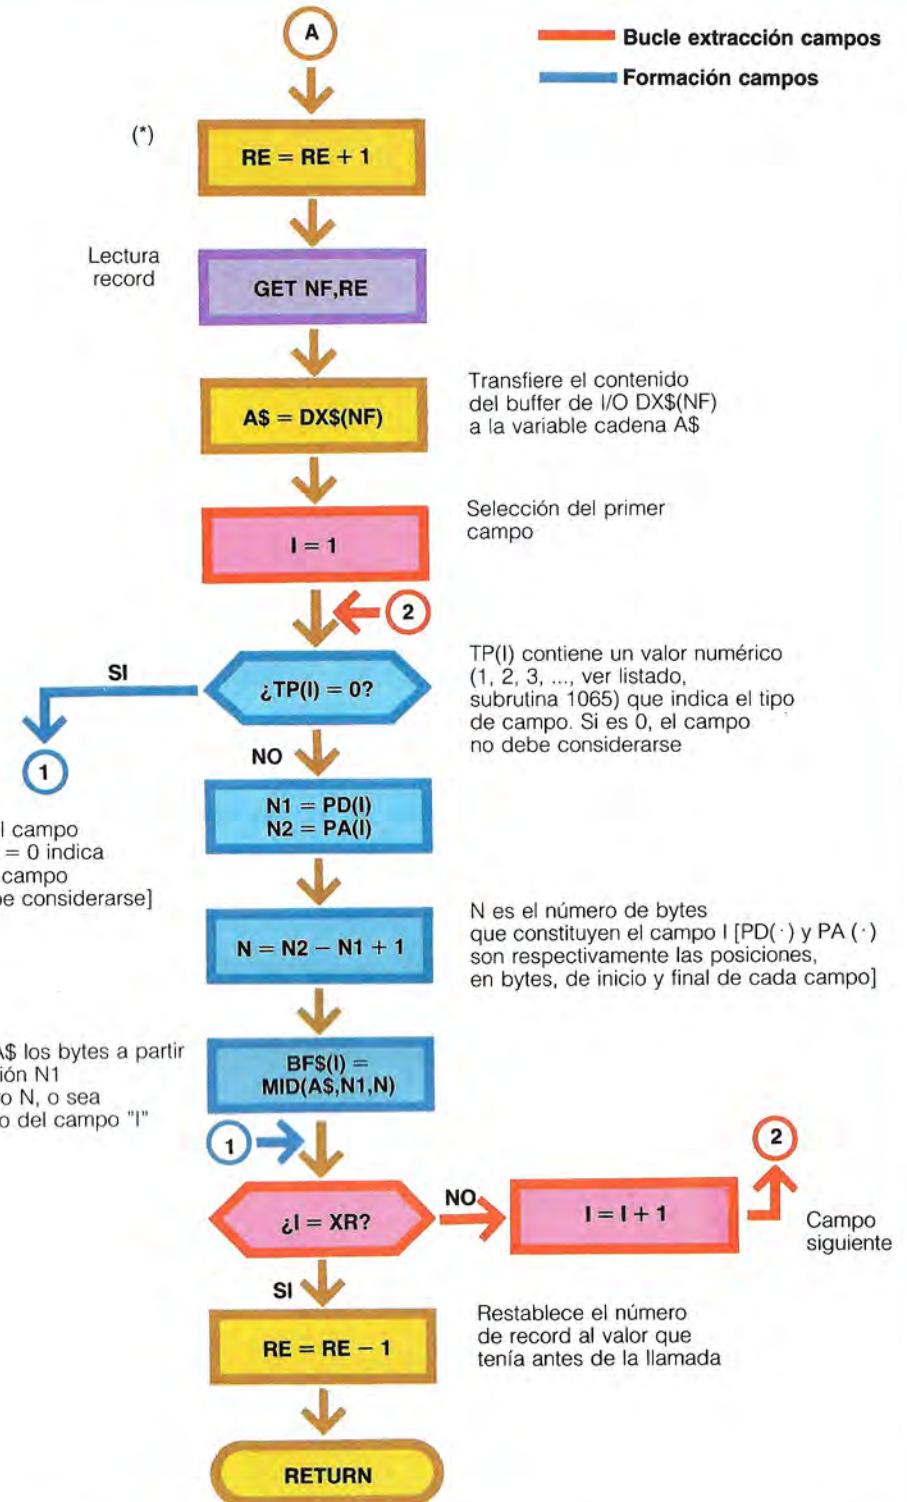 A
Bucle extracción campos
Formación campos
(*)
RE = RE + 1
Lectura
record
GET NF,RE
A$ = DX$(NF)
Transfiere el contenido
del buffer de I/O DX$(NF)
a la variable cadena A$
I = 1
Selección del primer
campo
2
SI
¿TP(I) = 0?
TP(I) contiene un valor numérico
(1, 2, 3, ..., ver listado,
subrutina 1065) que indica el tipo
de campo. Si es 0, el campo
no debe considerarse
1
NO
N1 = PD(I)
N2 = PA(I)
l campo
= 0 indica
campo
be considerarse]
N = N2 − N1 + 1
N es el número de bytes
que constituyen el campo I [PD(·) y PA (·)
son respectivamente las posiciones,
en bytes, de inicio y final de cada campo]
A$ los bytes a partir
ión N1
o N, o sea
o del campo "I"
BF$(I) =
MID(A$,N1,N)
1
2
¿I = XR?
NO
I = I + 1
Campo
siguiente
SI
RE = RE − 1
Restablece el número
de record al valor que
tenía antes de la llamada
RETURN